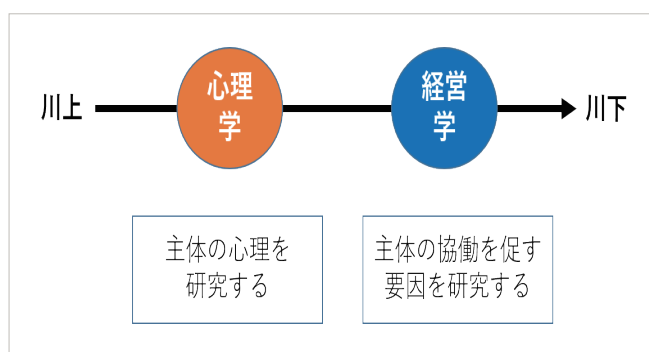 川上
心理
学
経営
学
川下
主体の心理を
研究する
主体の協働を促す
要因を研究する